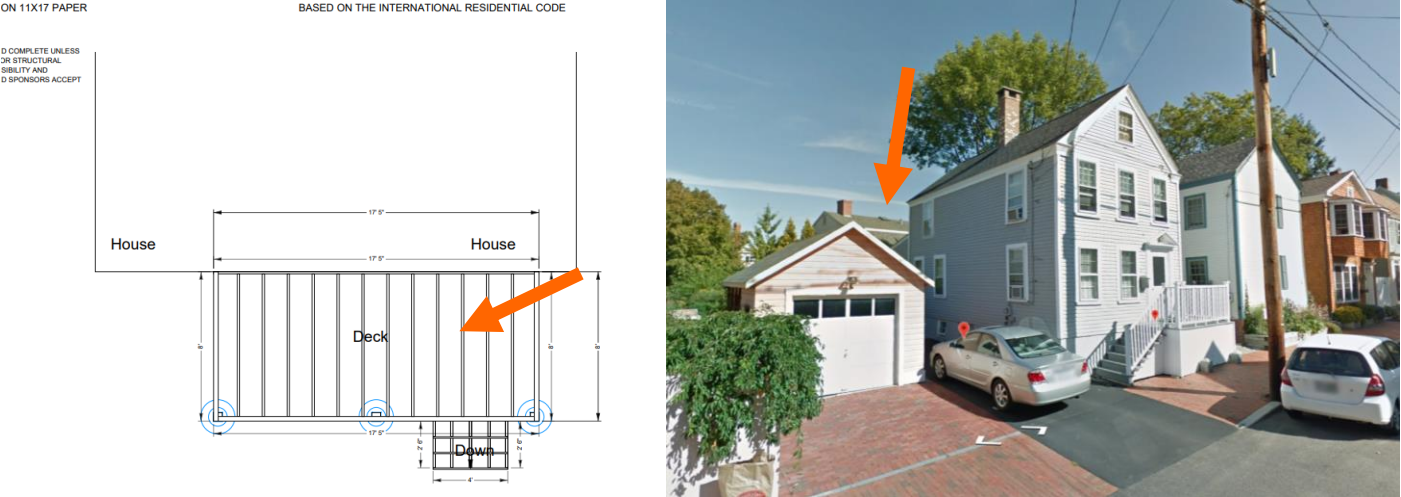 ON 11X17 PAPER
BASED ON THE INTERNATIONAL RESIDENTIAL CODE
D COMPLETE UNLESS
OR STRUCTURAL
SIBILITY AND
D SPONSORS ACCEPT
17' 5"
House
House
17' 5"
Deck
8'
8'
8'
17' 5"
2' 6"
Down
2' 6"
4'